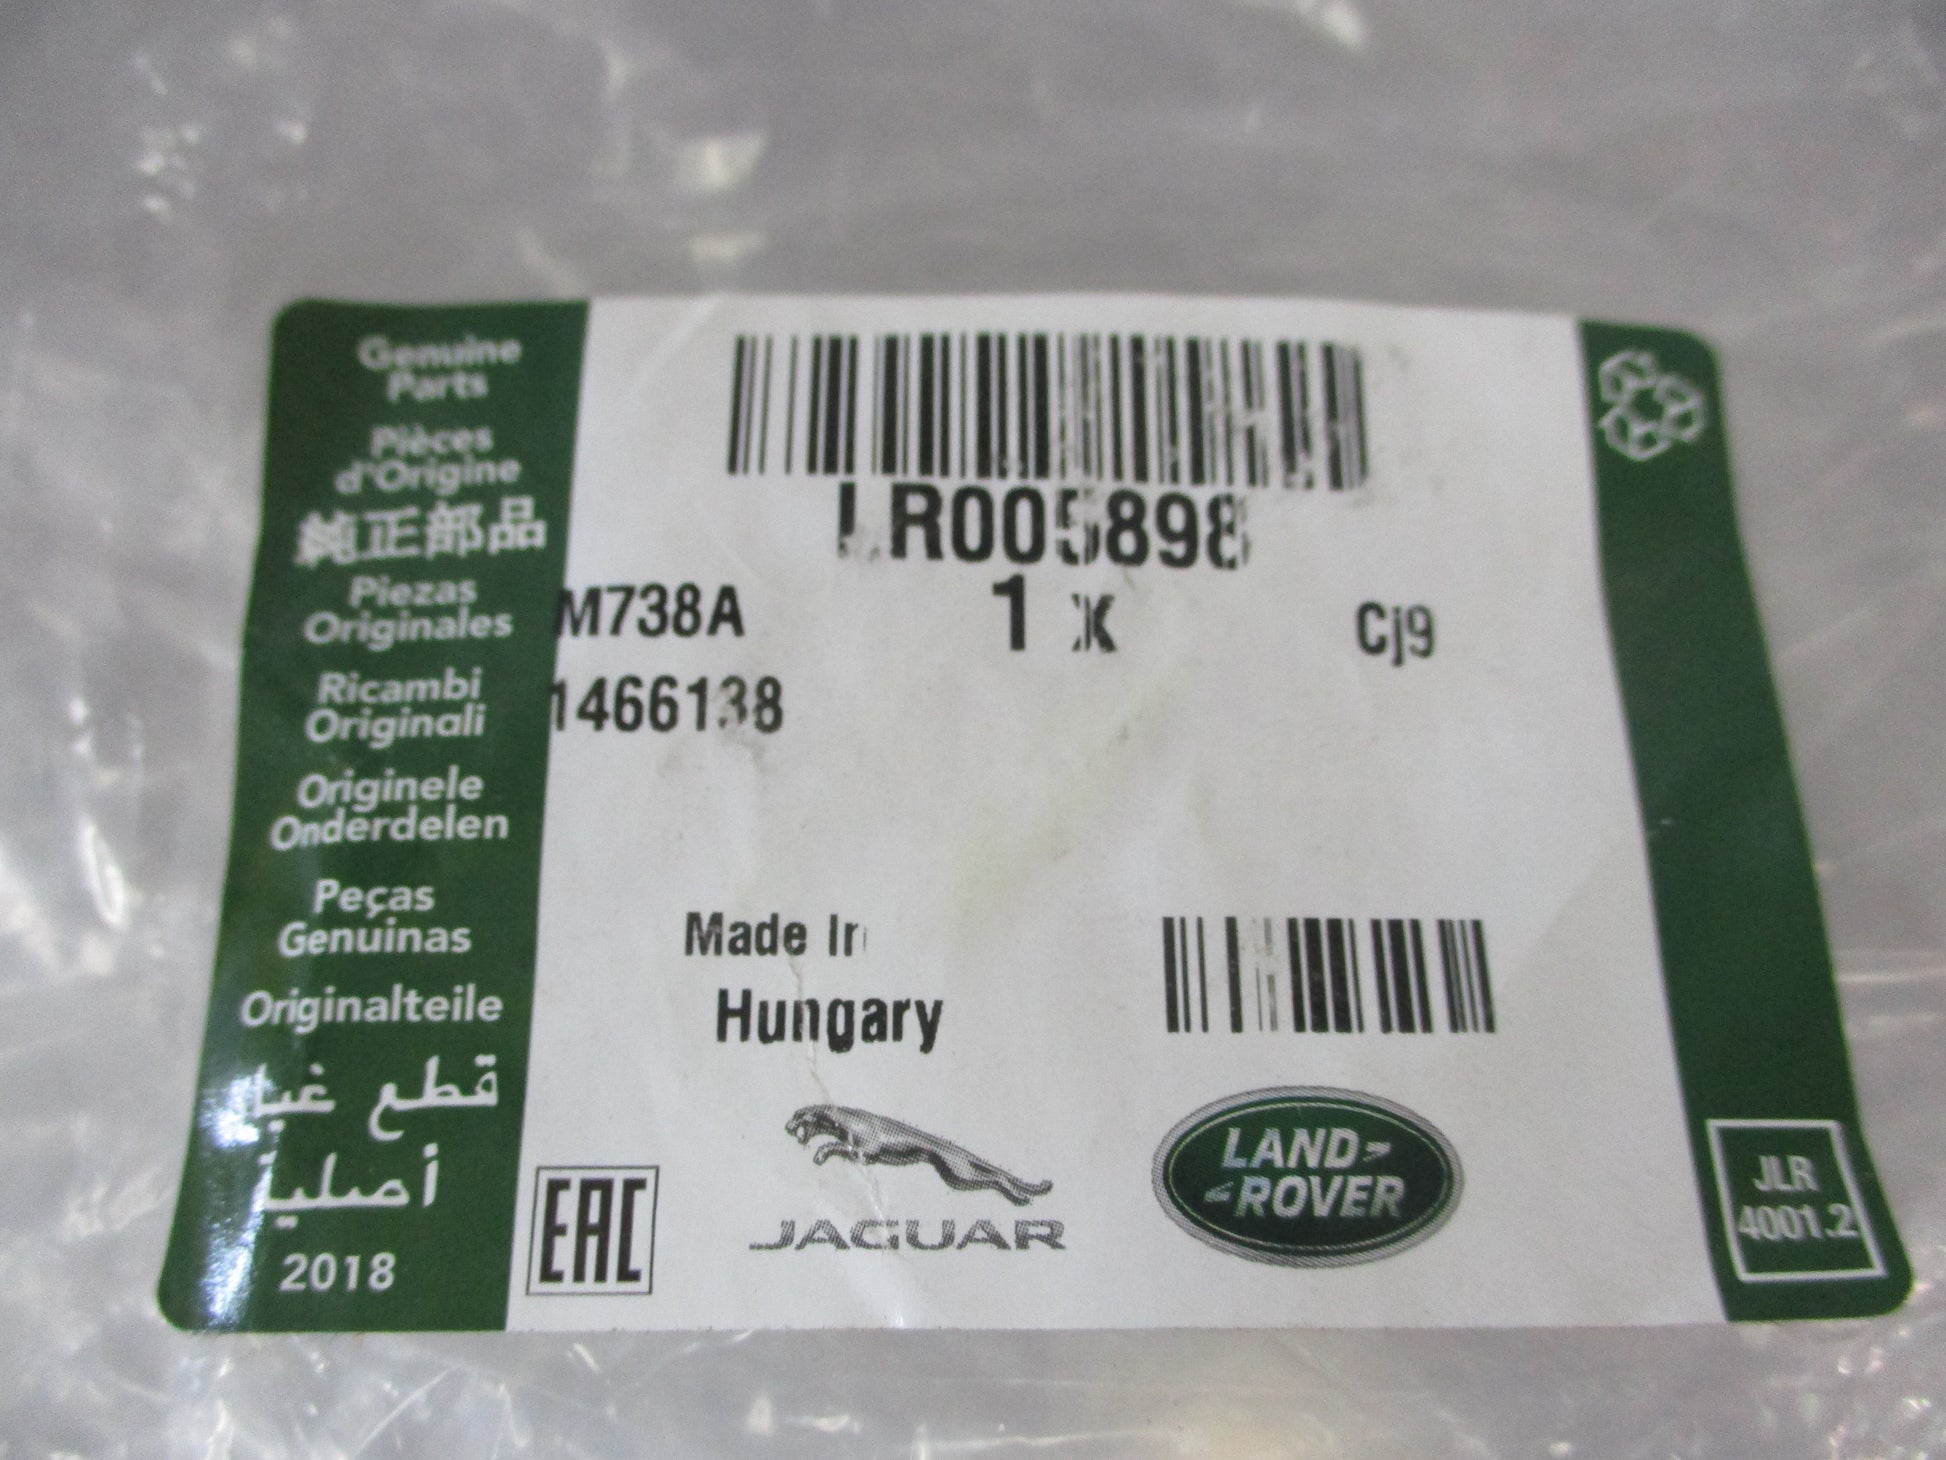 Genuine
Parts
Pièces
d'Origine
純正部品
Piezas
Originales
Ricambi
Originali
Originele
Onderdelen
Peças
Genuinas
Originalteile
قطع غيار
أصلية
2018
LR005898
M738A
1 x
Cj9
1466138
Made In
Hungary
EAC
JAGUAR
LAND
ROVER
JLR
4001.2